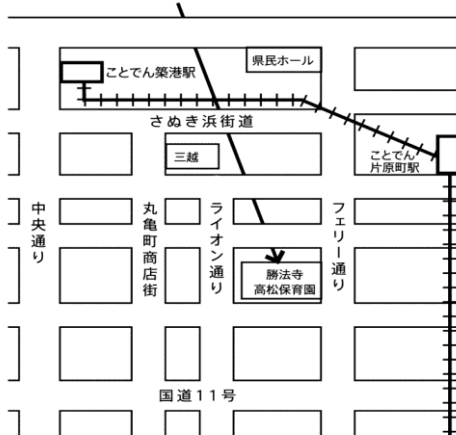 県民ホール
ことでん築港駅
さぬき浜街道
三越
ことでん
片原町駅
中央通り
丸亀町商店街
ライオン通り
フェリー通り
勝法寺
高松保育園
国道11号